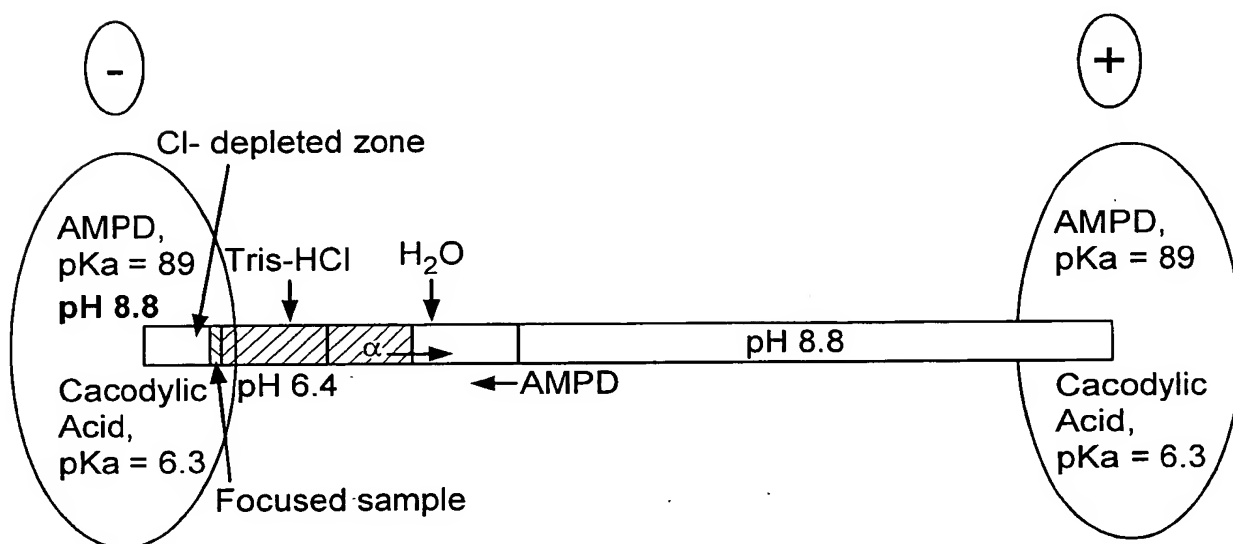 -
+
Cl- depleted zone
AMPD,
pKa = 89
pH 8.8
Tris-HCl
H₂O
AMPD,
pKa = 89
α
pH 8.8
Cacodylic
Acid,
pKa = 6.3
pH 6.4
AMPD
Cacodylic
Acid,
pKa = 6.3
Focused sample